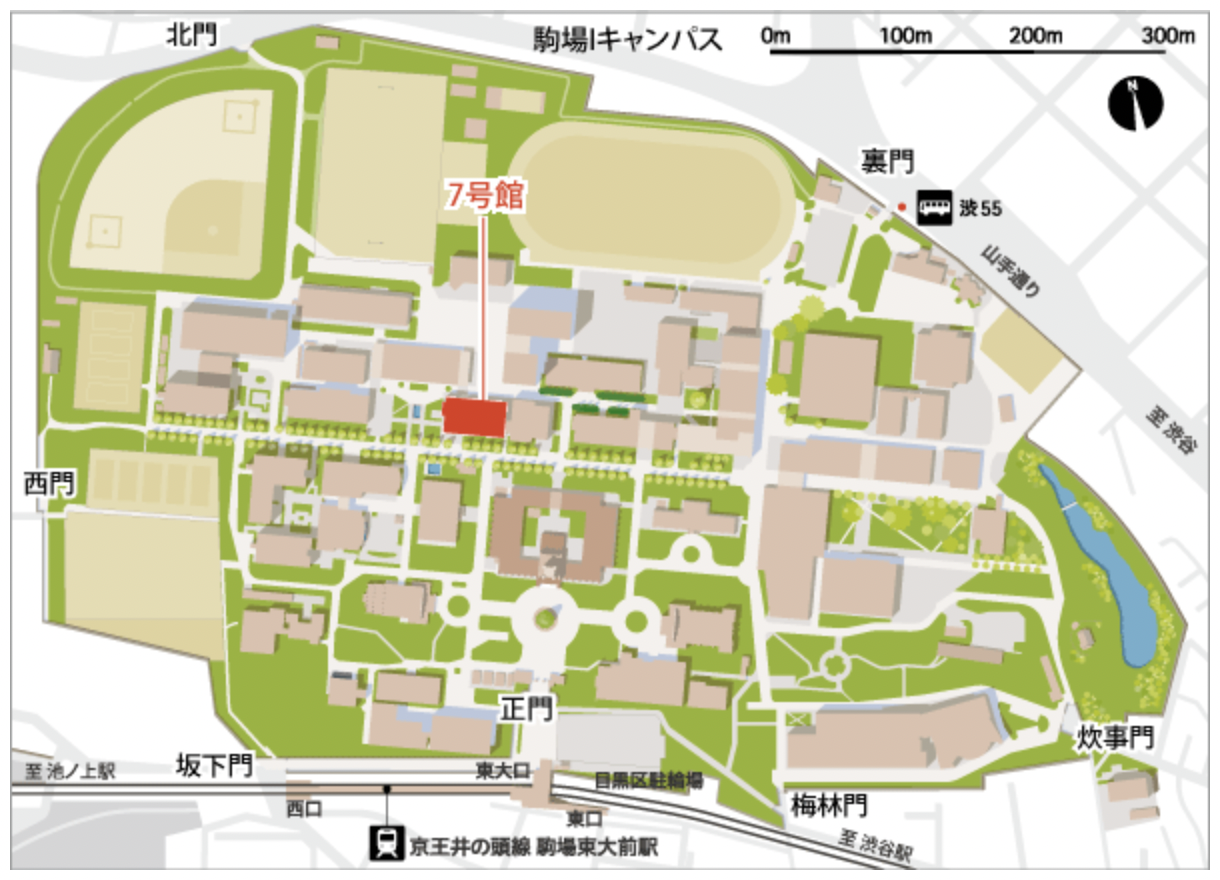 北門
駒場Iキャンパス
0m 100m 200m 300m
N
裏門
7号館
渋55
山手通り
至 渋谷
西門
正門
炊事門
坂下門
至 池ノ上駅
東大口
目黒区駐輪場
梅林門
西口
東口
京王井の頭線 駒場東大前駅
至 渋谷駅